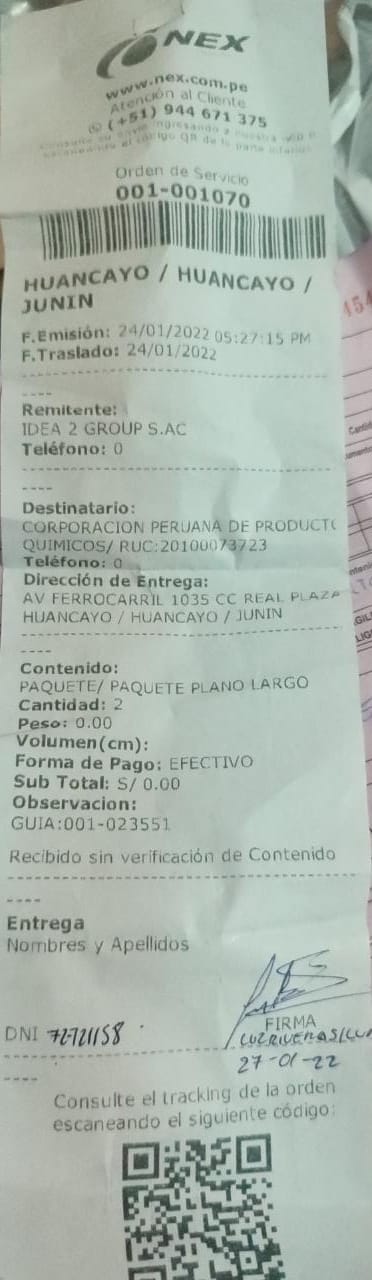 NEX
www.nex.com.pe
Atención al Cliente
(+51) 944 671 375
Orden de Servicio
001-001070
HUANCAYO / HUANCAYO /
JUNIN
F.Emisión: 24/01/2022 05:27:15 PM
F.Traslado: 24/01/2022
Remitente:
IDEA 2 GROUP S.AC
Teléfono: 0
Destinatario:
CORPORACION PERUANA DE PRODUCTO
QUIMICOS/ RUC:20100073723
Teléfono: 0
Dirección de Entrega:
AV FERROCARRIL 1035 CC REAL PLAZA
HUANCAYO / HUANCAYO / JUNIN
Contenido:
PAQUETE/ PAQUETE PLANO LARGO
Cantidad: 2
Peso: 0.00
Volumen(cm):
Forma de Pago: EFECTIVO
Sub Total: S/ 0.00
Observacion:
GUIA:001-023551
Recibido sin verificación de Contenido
Entrega
Nombres y Apellidos
FIRMA
DNI 72721158
27-01-22
Consulte el tracking de la orden
escaneando el siguiente código: